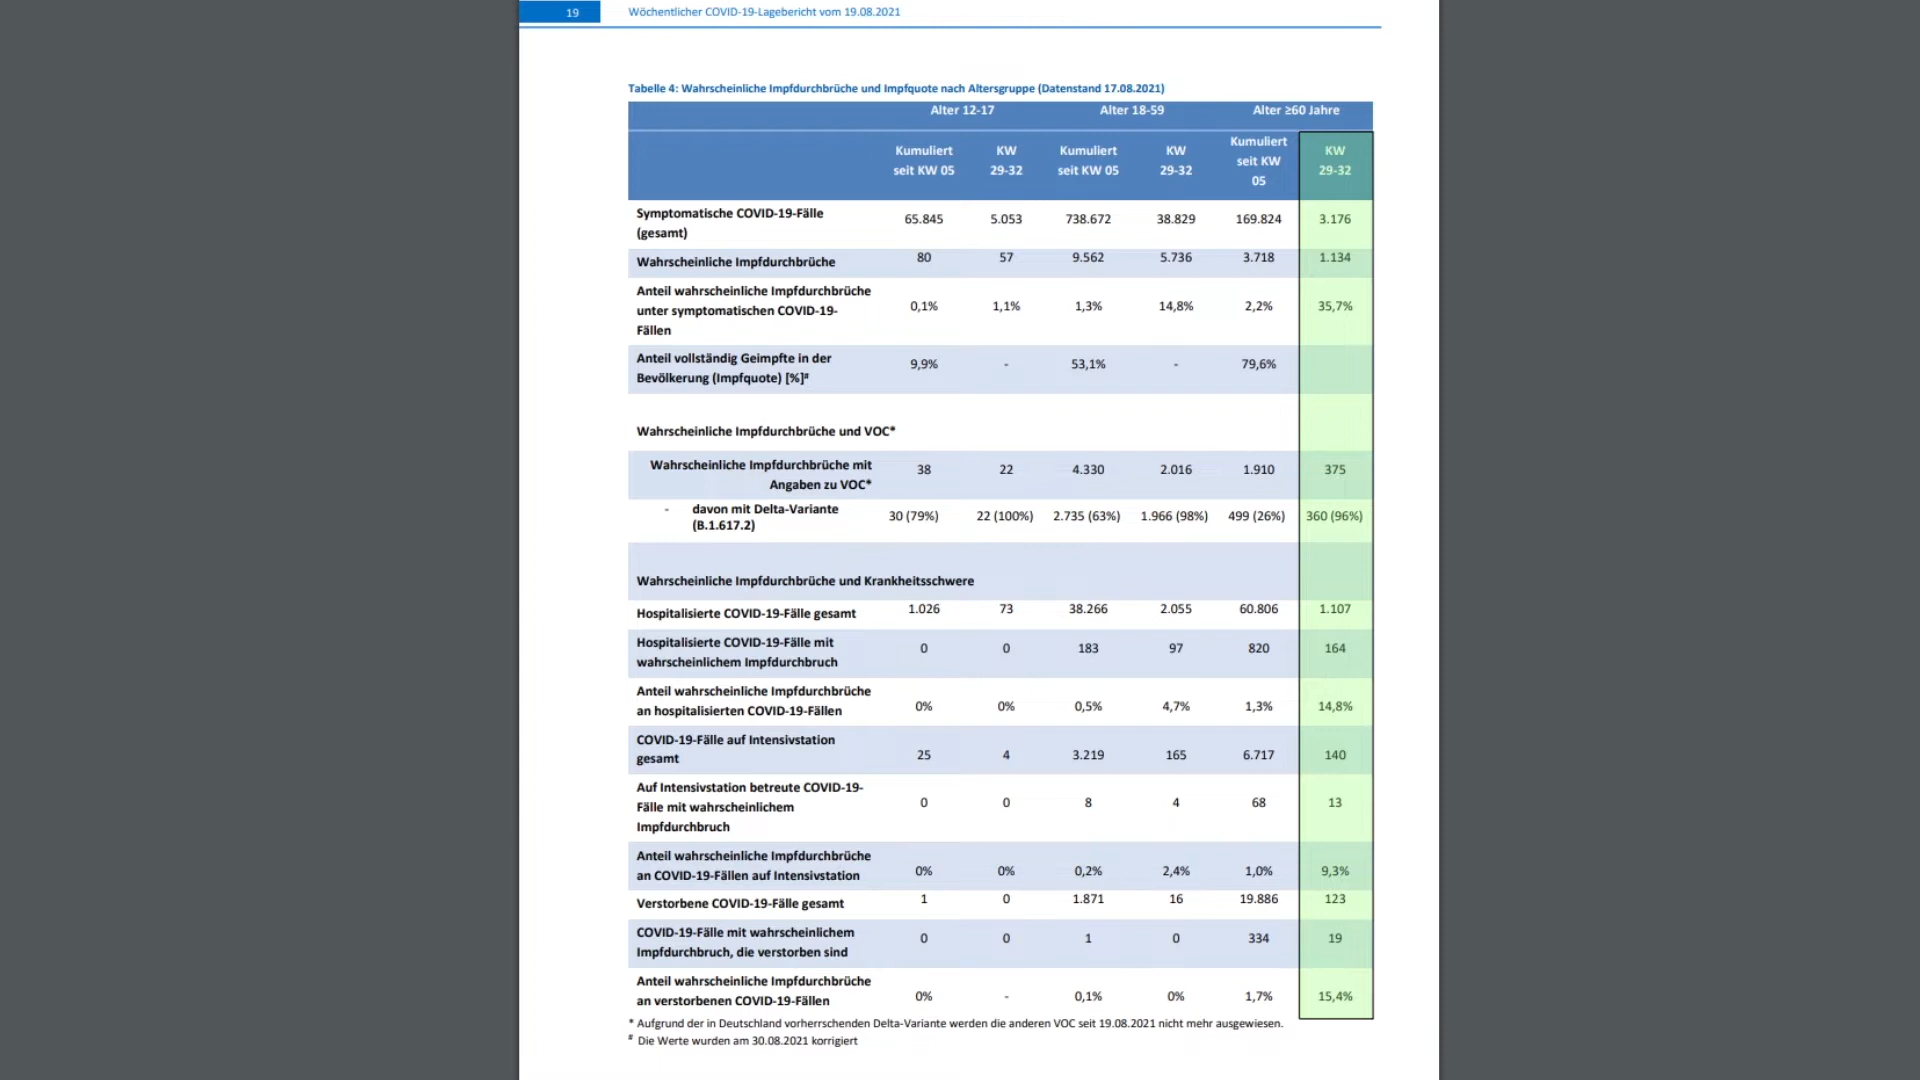 19 Wöchentlicher COVID-19-Lagebericht vom 19.08.2021
Tabelle 4: Wahrscheinliche Impfdurchbrüche und Impfquote nach Altersgruppe (Datenstand 17.08.2021)
Alter 12-17 Alter 18-59 Alter ≥60 Jahre
Kumuliert seit KW 05 KW 29-32 Kumuliert seit KW 05 KW 29-32 Kumuliert seit KW 05 KW 29-32
Symptomatische COVID-19-Fälle
(gesamt) 65.845 5.053 738.672 38.829 169.824 3.176
Wahrscheinliche Impfdurchbrüche 80 57 9.562 5.736 3.718 1.134
Anteil wahrscheinliche Impfdurchbrüche
unter symptomatischen COVID-19- 0,1% 1,1% 1,3% 14,8% 2,2% 35,7%
Fällen
Anteil vollständig Geimpfte in der 9,9% - 53,1% - 79,6%
Bevölkerung (Impfquote) [%]#
Wahrscheinliche Impfdurchbrüche und VOC*
Wahrscheinliche Impfdurchbrüche mit 38 22 4.330 2.016 1.910 375
Angaben zu VOC*
- davon mit Delta-Variante 30 (79%) 22 (100%) 2.735 (63%) 1.966 (98%) 499 (26%) 360 (96%)
(B.1.617.2)
Wahrscheinliche Impfdurchbrüche und Krankheitsschwere
Hospitalisierte COVID-19-Fälle gesamt 1.026 73 38.266 2.055 60.806 1.107
Hospitalisierte COVID-19-Fälle mit 0 0 183 97 820 164
wahrscheinlichem Impfdurchbruch
Anteil wahrscheinliche Impfdurchbrüche
an hospitalisierten COVID-19-Fällen 0% 0% 0,5% 4,7% 1,3% 14,8%
COVID-19-Fälle auf Intensivstation
gesamt 25 4 3.219 165 6.717 140
Auf Intensivstation betreute COVID-19-
Fälle mit wahrscheinlichem 0 0 8 4 68 13
Impfdurchbruch
Anteil wahrscheinliche Impfdurchbrüche
an COVID-19-Fällen auf Intensivstation 0% 0% 0,2% 2,4% 1,0% 9,3%
Verstorbene COVID-19-Fälle gesamt 1 0 1.871 16 19.886 123
COVID-19-Fälle mit wahrscheinlichem 0 0 1 0 334 19
Impfdurchbruch, die verstorben sind
Anteil wahrscheinliche Impfdurchbrüche
an verstorbenen COVID-19-Fällen 0% - 0,1% 0% 1,7% 15,4%
* Aufgrund der in Deutschland vorherrschenden Delta-Variante werden die anderen VOC seit 19.08.2021 nicht mehr ausgewiesen.
# Die Werte wurden am 30.08.2021 korrigiert